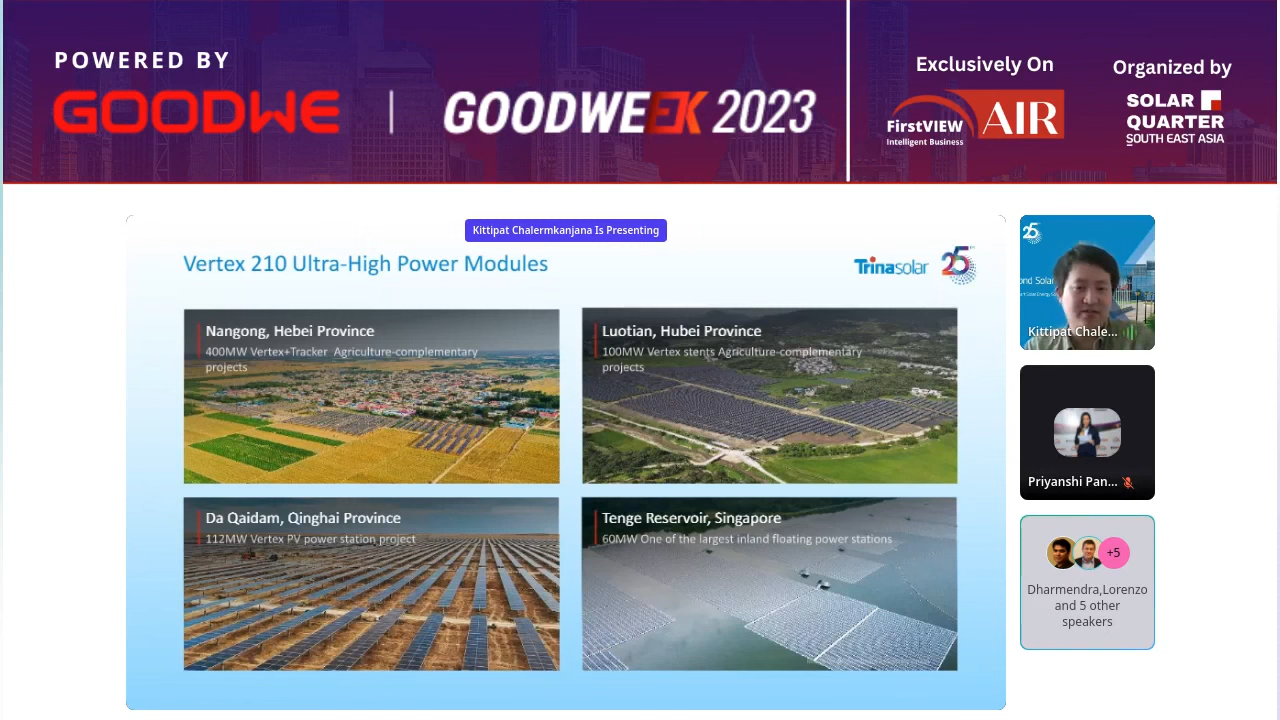 POWERED BY
GOODWE
GOODWEEK 2023
Exclusively On
FirstVIEW
Intelligent Business
AIR
Organized by
SOLAR
QUARTER
SOUTH EAST ASIA
Kittipat Chalermkanjana Is Presenting
Vertex 210 Ultra-High Power Modules
Trinasolar
25
Nangong, Hebei Province
400MW Vertex+Tracker Agriculture-complementary
projects
Luotian, Hubei Province
100MW Vertex stents Agriculture-complementary
projects
Da Qaidam, Qinghai Province
112MW Vertex PV power station project
Tenge Reservoir, Singapore
60MW One of the largest inland floating power stations
25
Kittipat Chale...
Priyanshi Pan...
+5
Dharmendra,Lorenzo
and 5 other
speakers